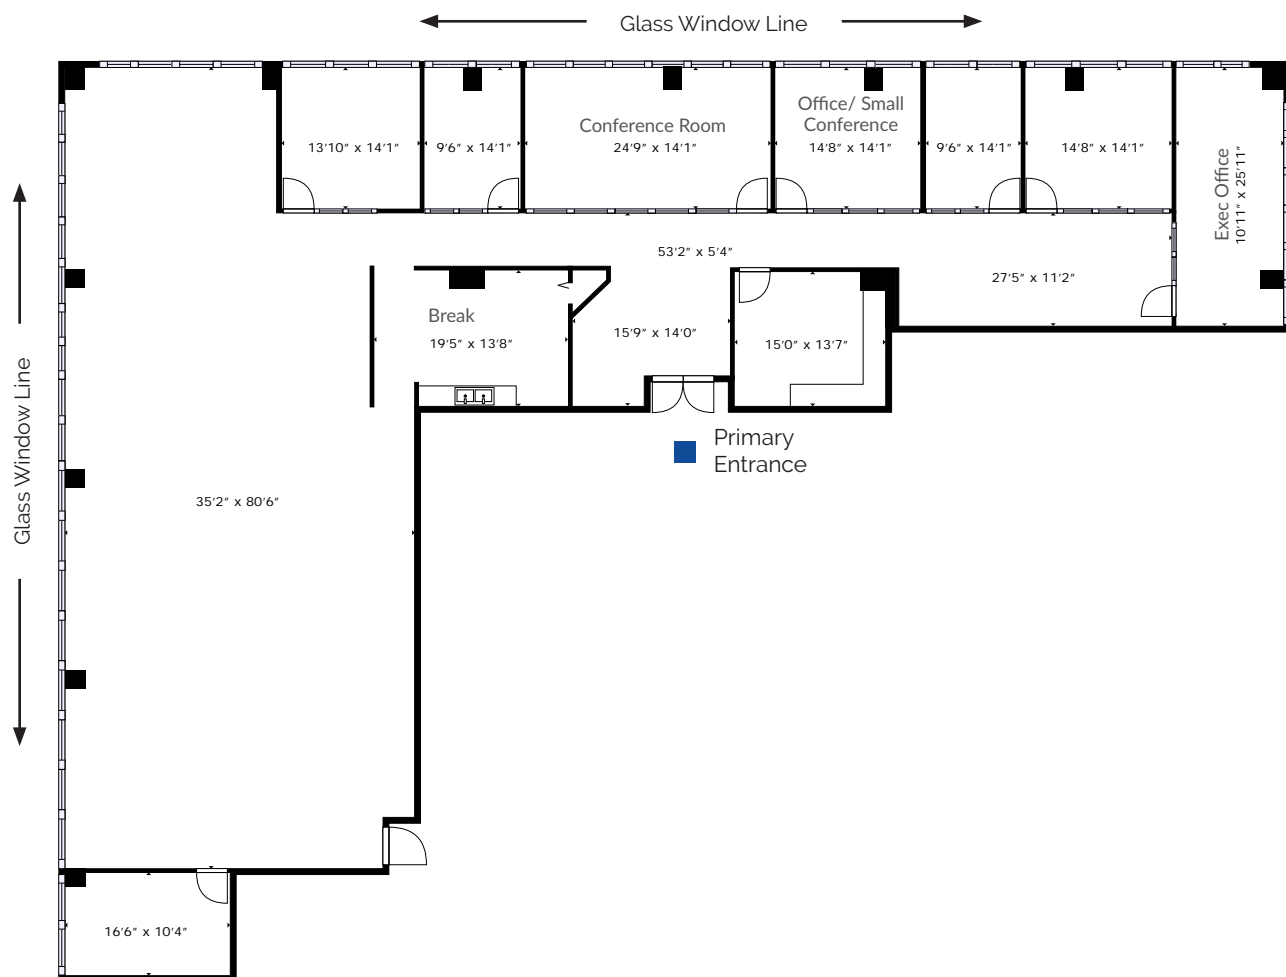 Glass Window Line
Conference Room
Office/ Small
Conference
13'10" x 14'1"
9'6" x 14'1"
24'9" x 14'1"
14'8" x 14'1"
9'6" x 14'1"
14'8" x 14'1"
Exec Office
10'11" x 25'11"
53'2" x 5'4"
27'5" x 11'2"
Break
19'5" x 13'8"
15'9" x 14'0"
15'0" x 13'7"
Glass Window Line
Primary
Entrance
35'2" x 80'6"
16'6" x 10'4"